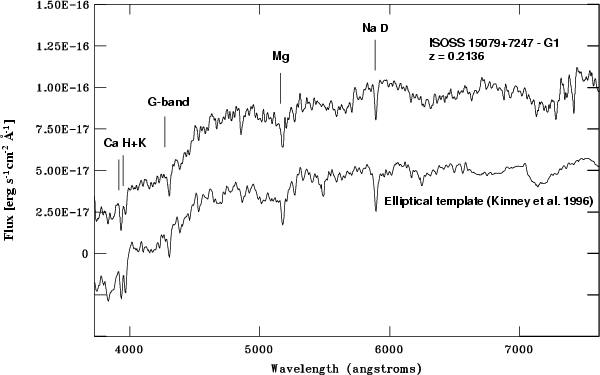 1.50E-16
1.25E-16
1.00E-16
7.50E-17
5.00E-17
2.50E-17
0
Flux [erg s⁻¹cm⁻² Å⁻¹]
Na D
ISOSS 15079+7247 - G1
z = 0.2136
Mg
G-band
Ca H+K
Elliptical template (Kinney et al. 1996)
4000 5000 6000 7000
Wavelength (angstroms)